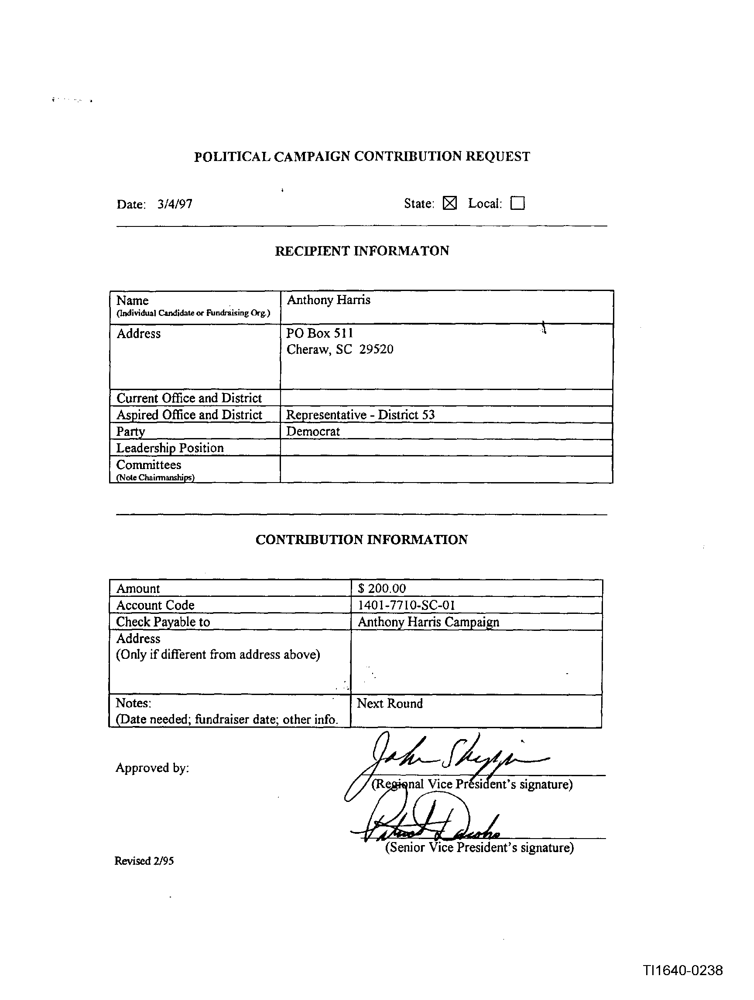 POLITICAL CAMPAIGN CONTRIBUTION REQUEST
Date: 3/4/97 State: ☒ Local: ☐
RECIPIENT INFORMATON
Name Anthony Harris
(Individual Candidate or Fundraising Org.)
Address PO Box 511
Cheraw, SC 29520
Current Office and District
Aspired Office and District Representative - District 53
Party Democrat
Leadership Position
Committees
(Note Chairmanships)
CONTRIBUTION INFORMATION
Amount $ 200.00
Account Code 1401-7710-SC-01
Check Payable to Anthony Harris Campaign
Address
(Only if different from address above)
Notes: Next Round
(Date needed; fundraiser date; other info.
John
Approved by:
(Regional Vice President's signature)
(Senior Vice President's signature)
Revised 2/95
TI1640-0238